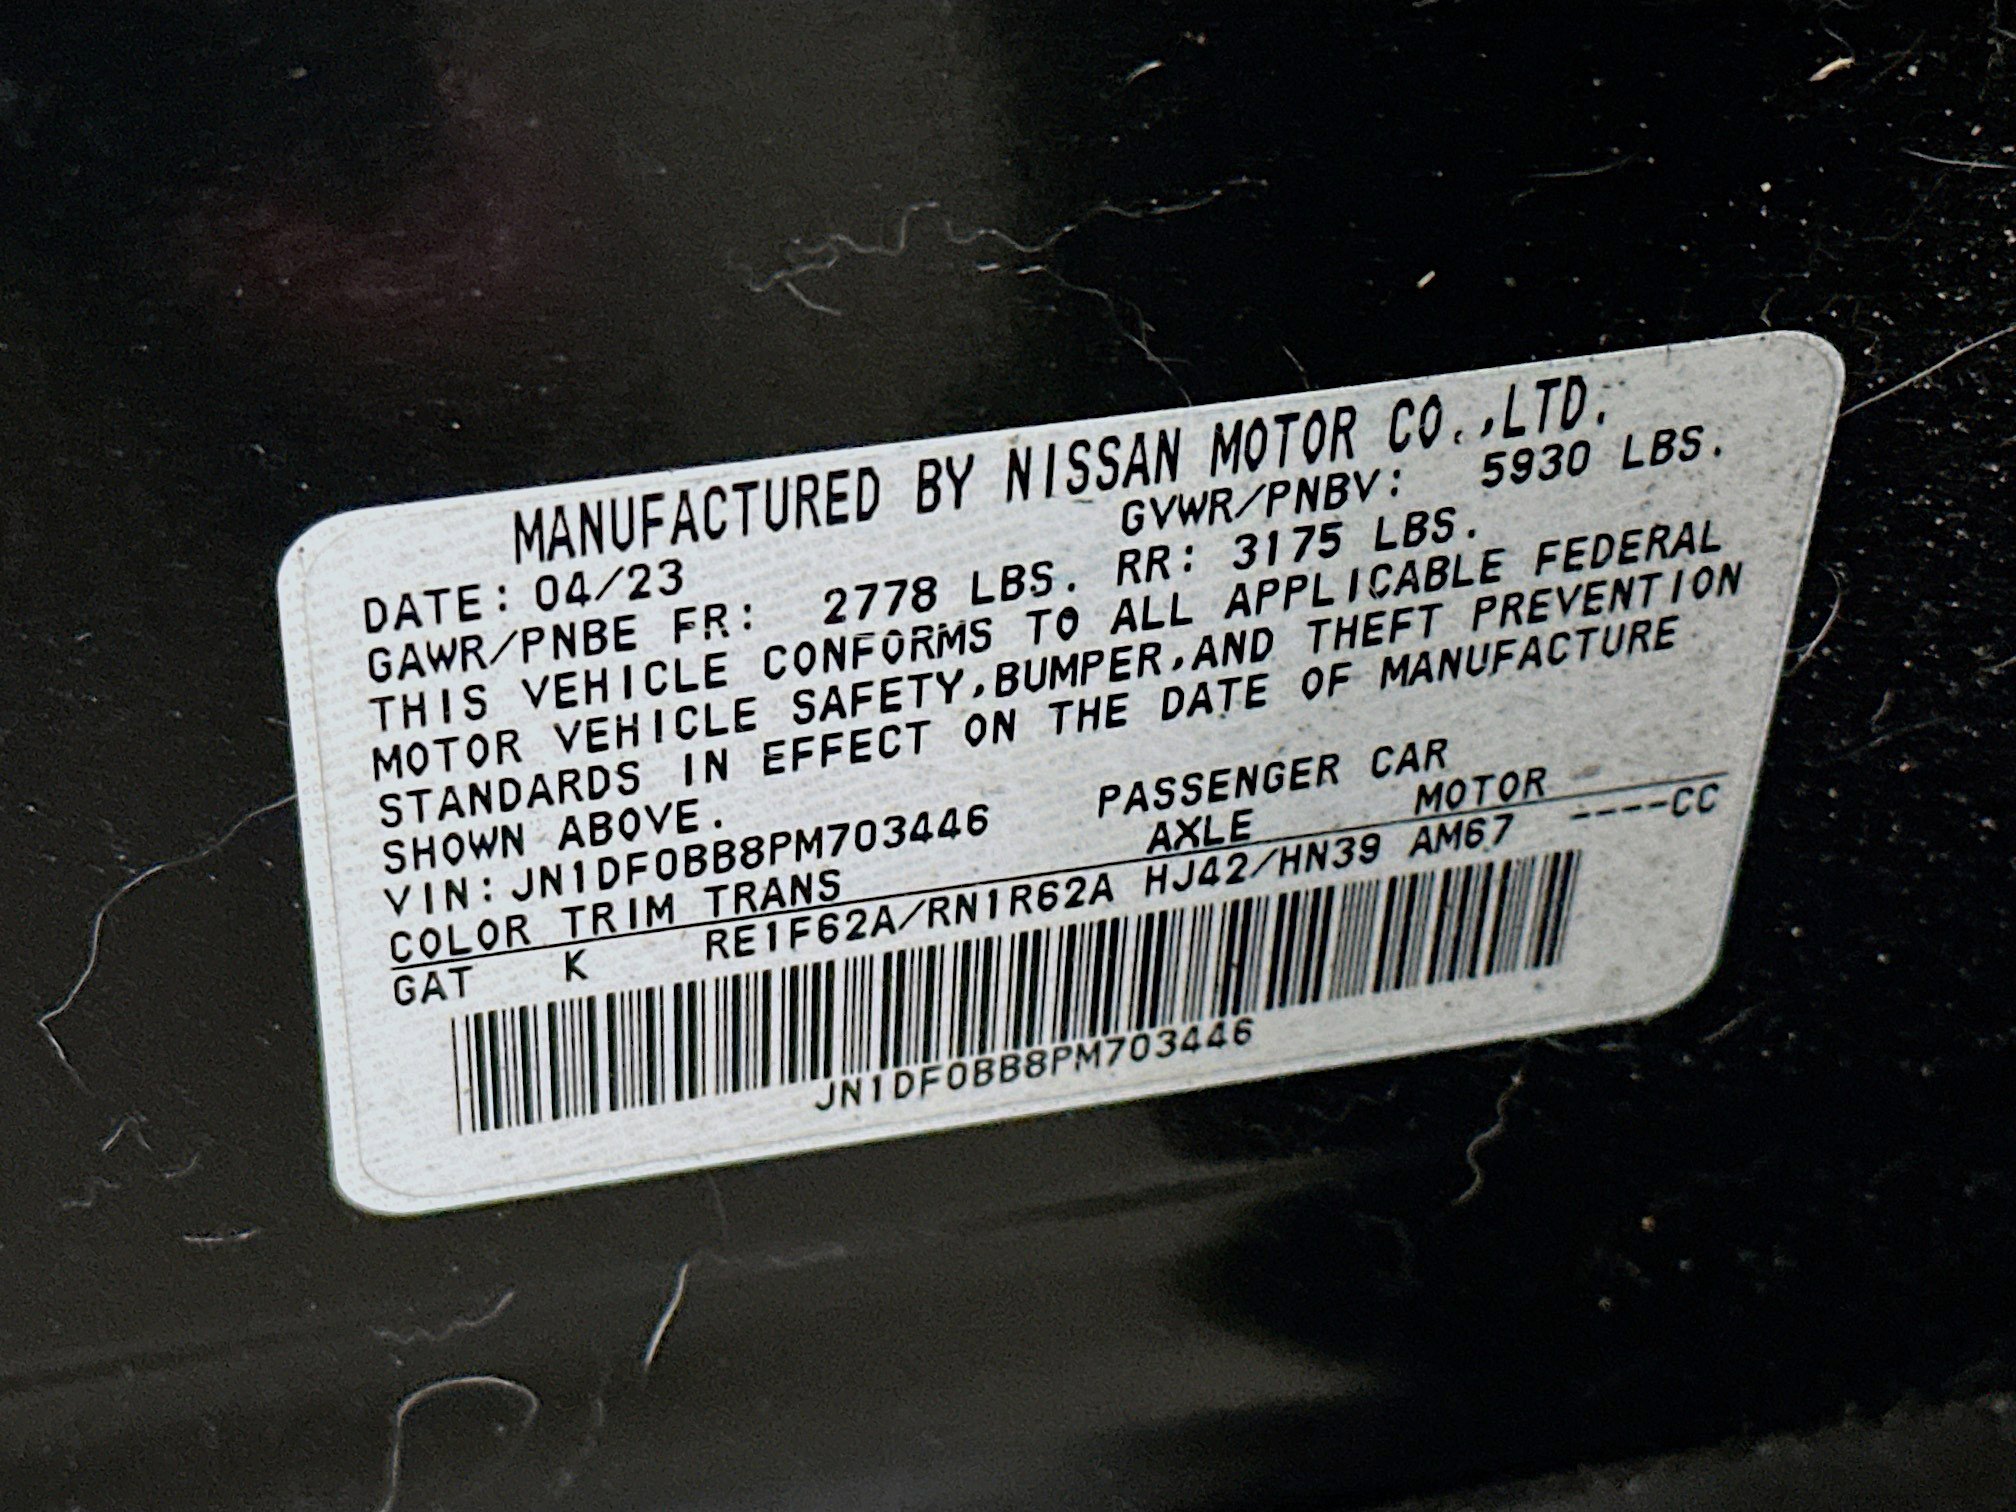 MANUFACTURED BY NISSAN MOTOR CO.,LTD.
DATE: 04/23 GVWR/PNBV: 5930 LBS.
GAWR/PNBE FR: 2778 LBS. RR: 3175 LBS.
THIS VEHICLE CONFORMS TO ALL APPLICABLE FEDERAL
MOTOR VEHICLE SAFETY,BUMPER,AND THEFT PREVENTION
STANDARDS IN EFFECT ON THE DATE OF MANUFACTURE
SHOWN ABOVE.
VIN:JN1DF0BB8PM703446 PASSENGER CAR
COLOR TRIM TRANS AXLE MOTOR
GAT K RE1F62A/RN1R62A HJ42/HN39 AM67 ----CC
JN1DF0BB8PM703446